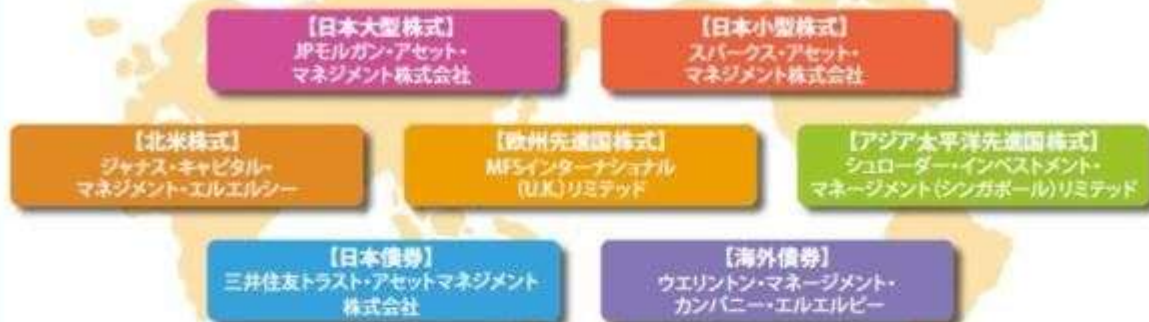 【日本大型株式】
JPモルガン・アセット・
マネジメント株式会社
【日本小型株式】
スパークス・アセット・
マネジメント株式会社
【北米株式】
ジャナス・キャピタル・
マネジメント・エルエルシー
【欧州先進国株式】
MFSインターナショナル
(U.K.)リミテッド
【アジア太平洋先進国株式】
シュローダー・インベストメント・
マネージメント(シンガポール)リミテッド
【日本債券】
三井住友トラスト・アセットマネジメント
株式会社
【海外債券】
ウエリントン・マネージメント・
カンパニー・エルエルピー